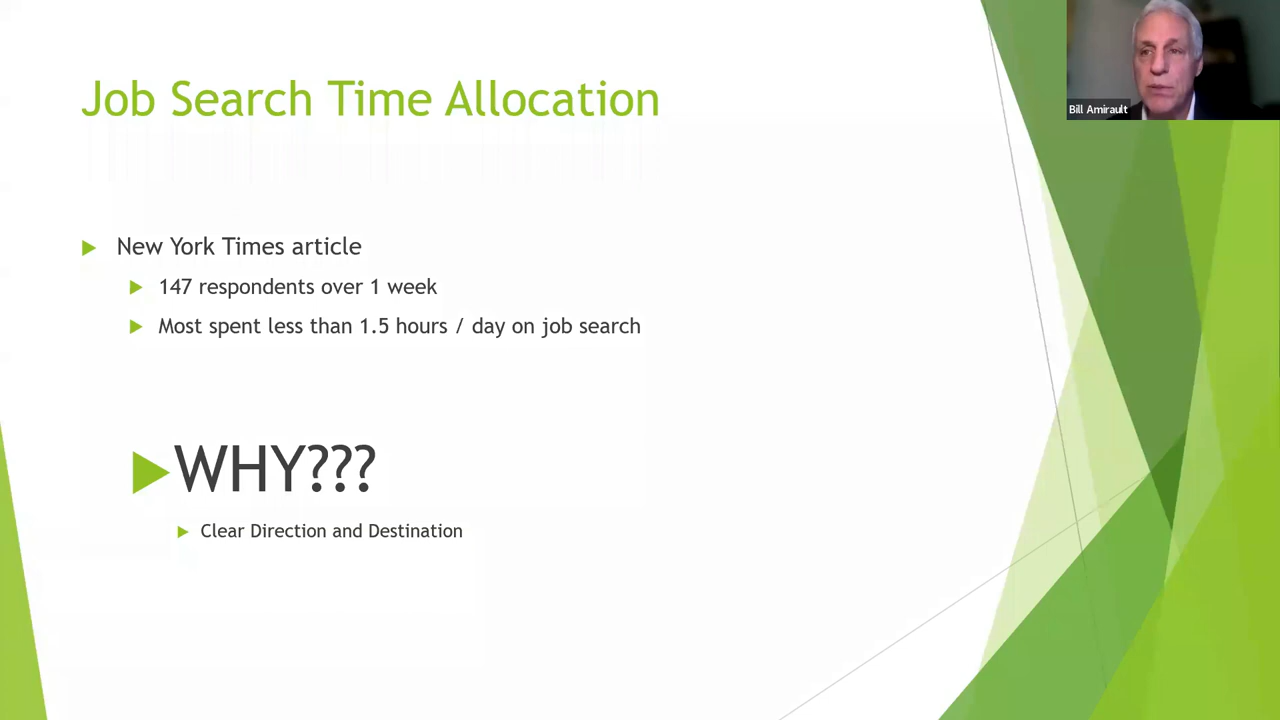 Job Search Time Allocation
Bill Amirault
New York Times article
147 respondents over 1 week
Most spent less than 1.5 hours / day on job search
WHY???
Clear Direction and Destination